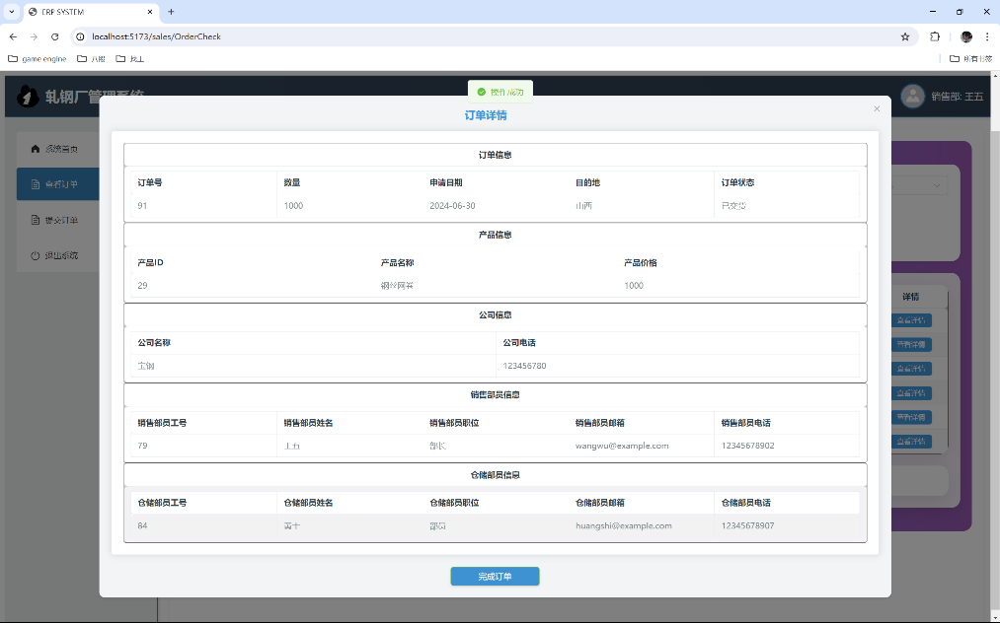 ERP SYSTEM
localhost:5173/sales/OrderCheck
game engine 八股 找工 所有书签
轧钢厂管理系统
操作成功
销售部: 王五
订单详情
系统首页
查看订单
提交订单
退出系统
订单信息
订单号 数量 申请日期 目的地 订单状态
91 1000 2024-06-30 山西 已交货
产品信息
产品ID 产品名称 产品价格
29 钢丝网卷 1000
公司信息
公司名称 公司电话
宝钢 123456780
销售部员信息
销售部员工号 销售部员姓名 销售部员职位 销售部员邮箱 销售部员电话
79 王五 部长 wangwu@example.com 12345678902
仓储部员信息
仓储部员工号 仓储部员姓名 仓储部员职位 仓储部员邮箱 仓储部员电话
84 黄十 部员 huangshi@example.com 12345678907
完成订单
详情
查看详情
查看详情
查看详情
查看详情
查看详情
查看详情